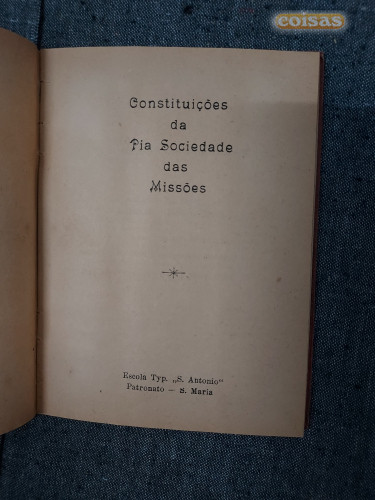 coisas
Constituições
da
Pia Sociedade
das
Missões
Escola Typ. „S. Antonio“
Patronato — S. Maria